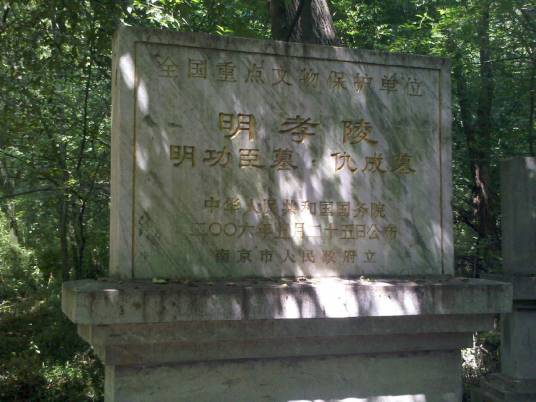 全国重点文物保护单位
明孝陵
明功臣墓·仇成墓
中华人民共和国国务院
二〇〇六年五月二十五日公布
南京市人民政府立